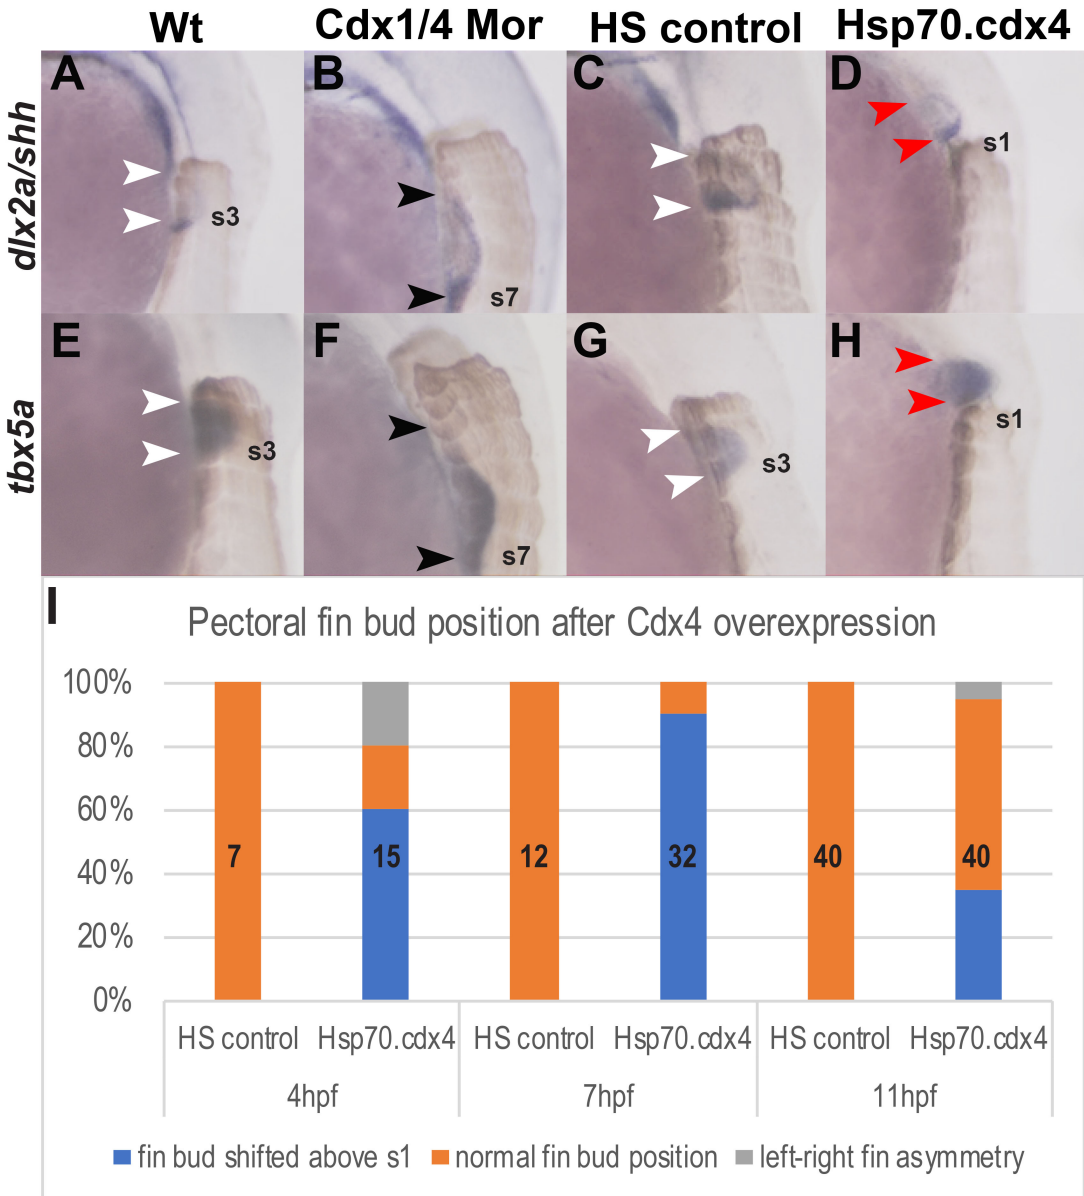 Wt Cdx1/4 Mor HS control Hsp70.cdx4
dlx2a/shh
A B C D
s3 s7 s1
tbx5a
E F G H
s3 s7 s3 s1
I
Pectoral fin bud position after Cdx4 overexpression
100%
80%
60%
40%
20%
0%
7 15 12 32 40 40
HS control Hsp70.cdx4 HS control Hsp70.cdx4 HS control Hsp70.cdx4
4hpf 7hpf 11hpf
fin bud shifted above s1 normal fin bud position left-right fin asymmetry